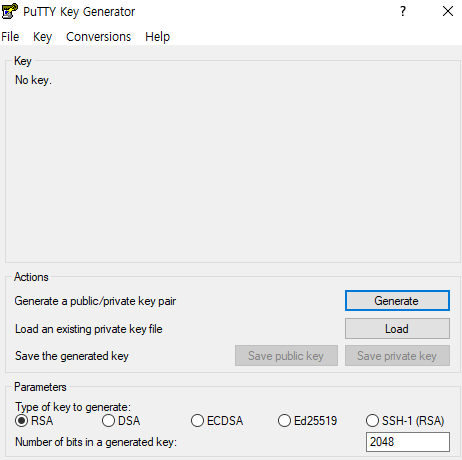 PuTTY Key Generator ? ×
File Key Conversions Help
Key
No key.
Actions
Generate a public/private key pair Generate
Load an existing private key file Load
Save the generated key Save public key Save private key
Parameters
Type of key to generate:
RSA DSA ECDSA Ed25519 SSH-1 (RSA)
Number of bits in a generated key: 2048